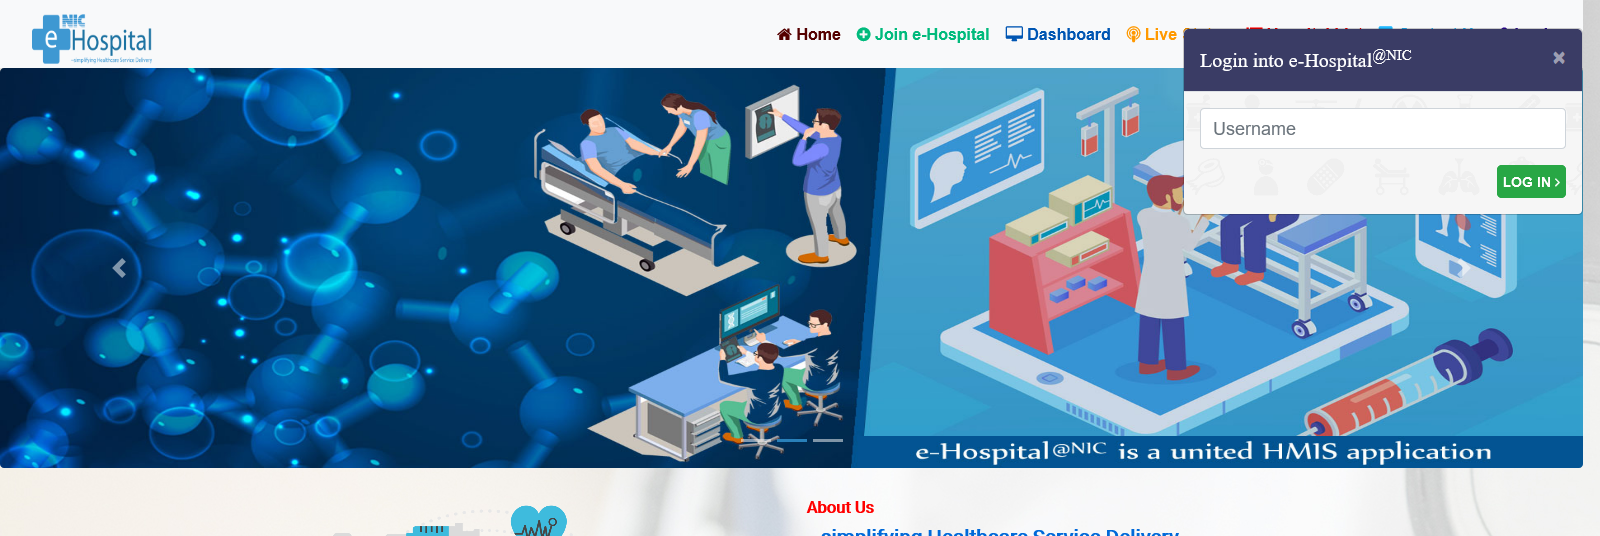 NIC
e Hospital
~simplifying Healthcare Service Delivery
Home Join e-Hospital Dashboard Live
Login into e-Hospital@NIC ×
Username
LOG IN
e-Hospital@NIC is a united HMIS application
About Us
simplifying Healthcare Service Delivery